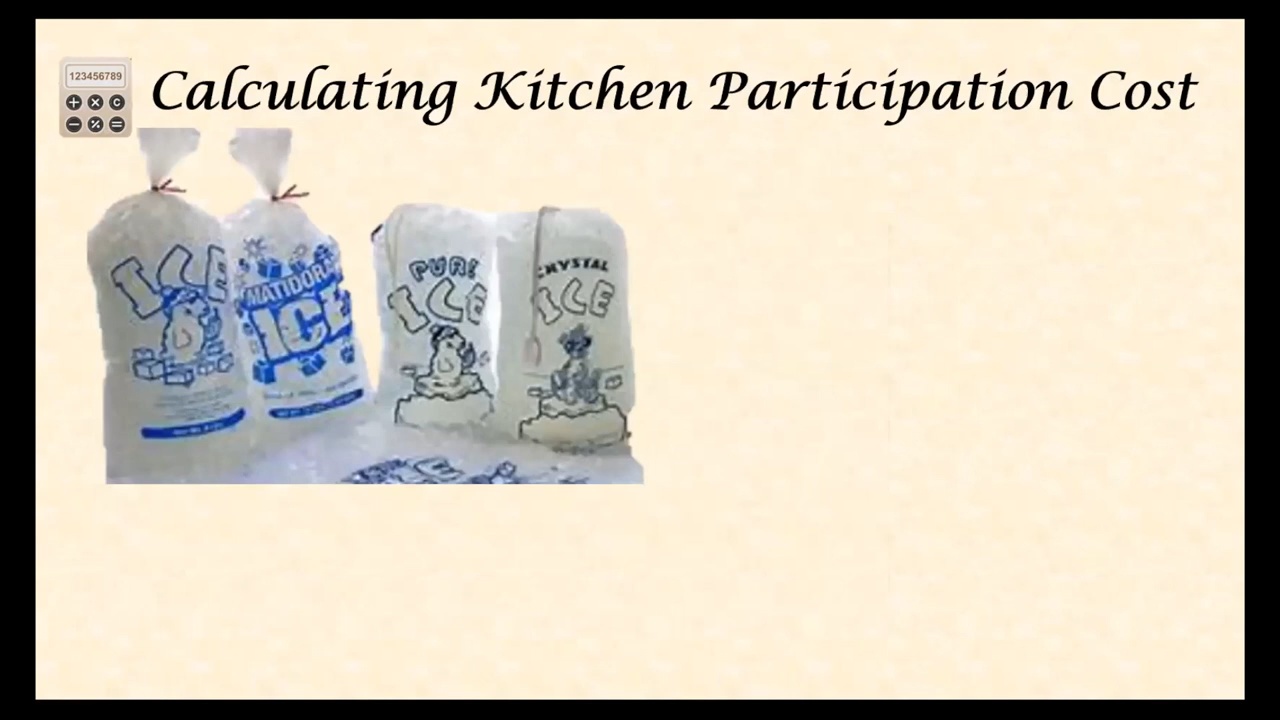 123456789
Calculating Kitchen Participation Cost
ICE
ICE
PURE
ICE
CRYSTAL
ICE